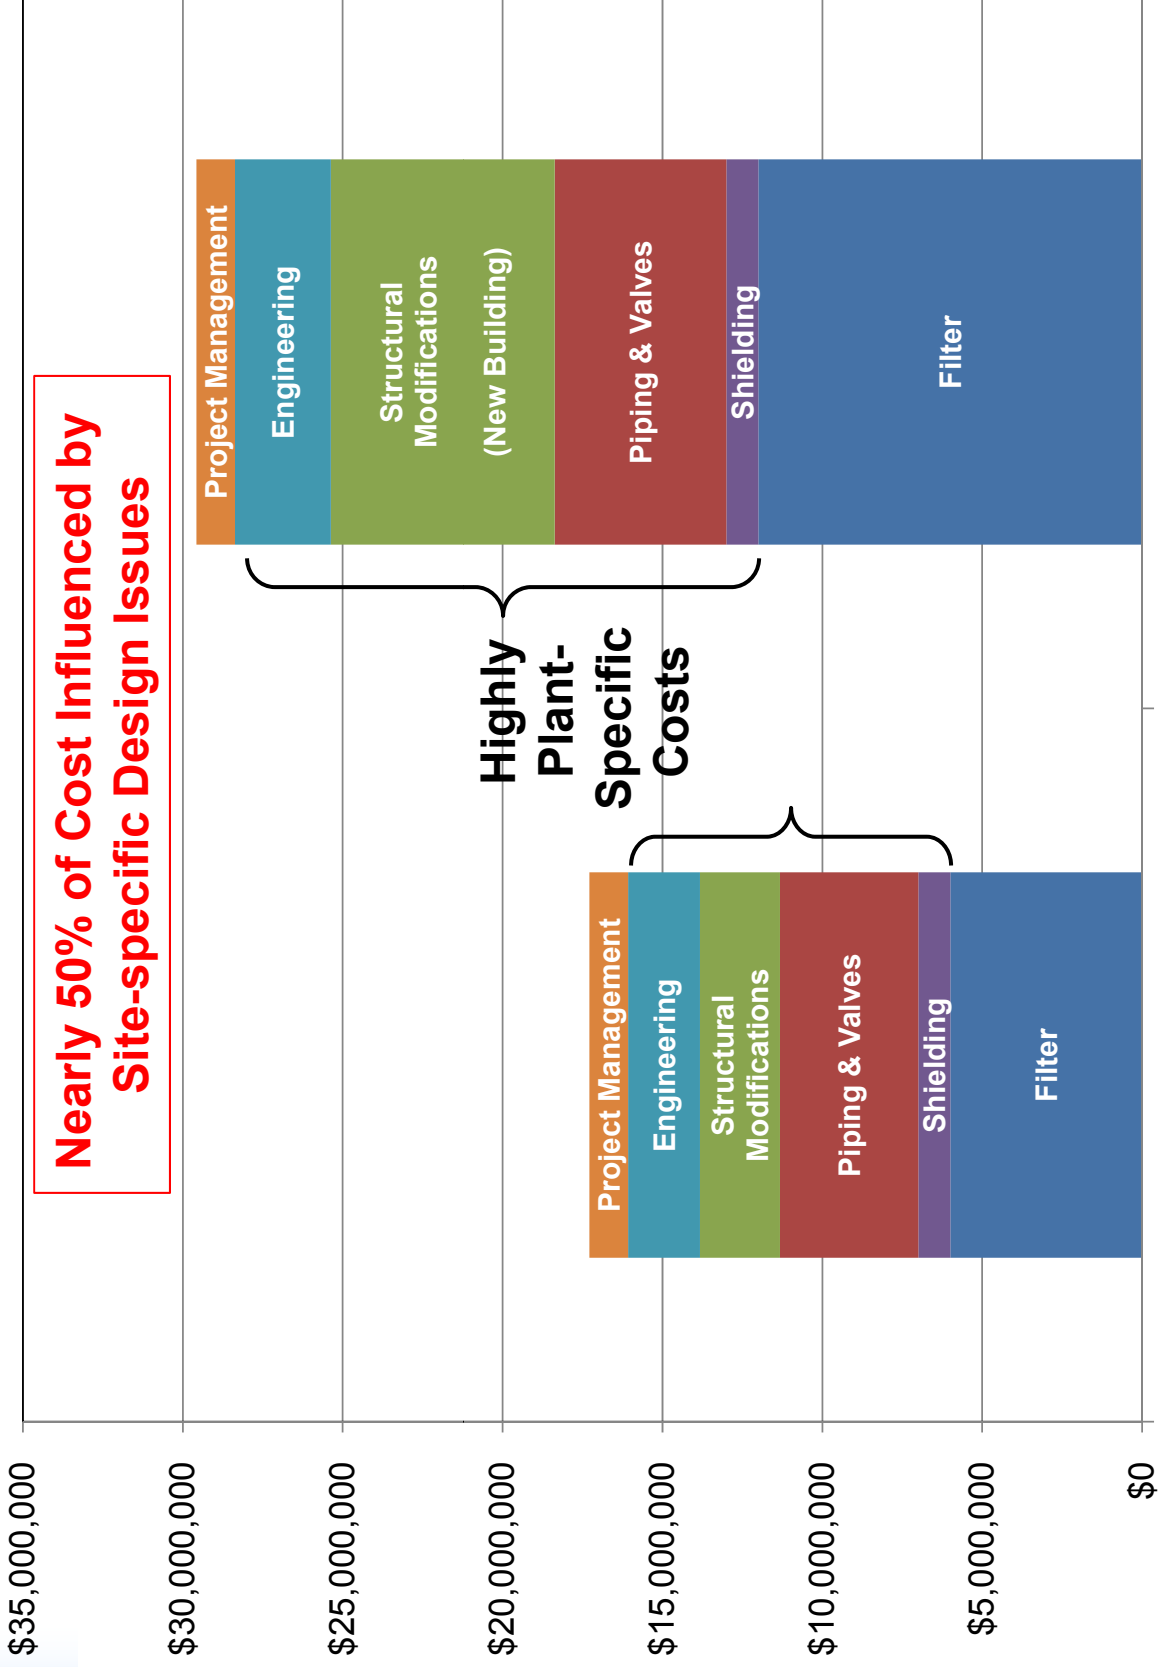 Nearly 50% of Cost Influenced by
Site-specific Design Issues
$35,000,000
$30,000,000
$25,000,000
$20,000,000
$15,000,000
$10,000,000
$5,000,000
$0
Project Management
Engineering
Structural
Modifications
Piping & Valves
Shielding
Filter
Highly
Plant-
Specific
Costs
Project Management
Engineering
Structural
Modifications
(New Building)
Piping & Valves
Shielding
Filter